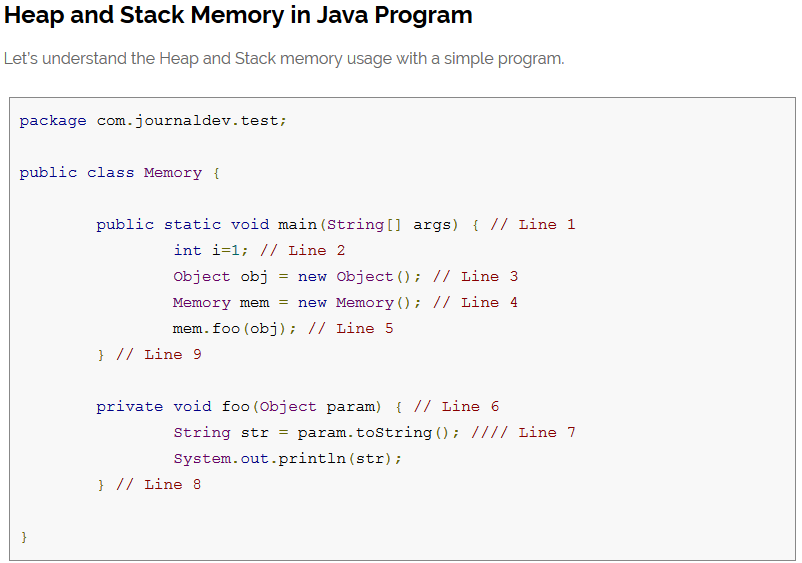 Heap and Stack Memory in Java Program
Let's understand the Heap and Stack memory usage with a simple program.
package com.journaldev.test;
public class Memory {
public static void main(String[] args) { // Line 1
int i=1; // Line 2
Object obj = new Object(); // Line 3
Memory mem = new Memory(); // Line 4
mem.foo(obj); // Line 5
} // Line 9
private void foo(Object param) { // Line 6
String str = param.toString(); //// Line 7
System.out.println(str);
} // Line 8
}